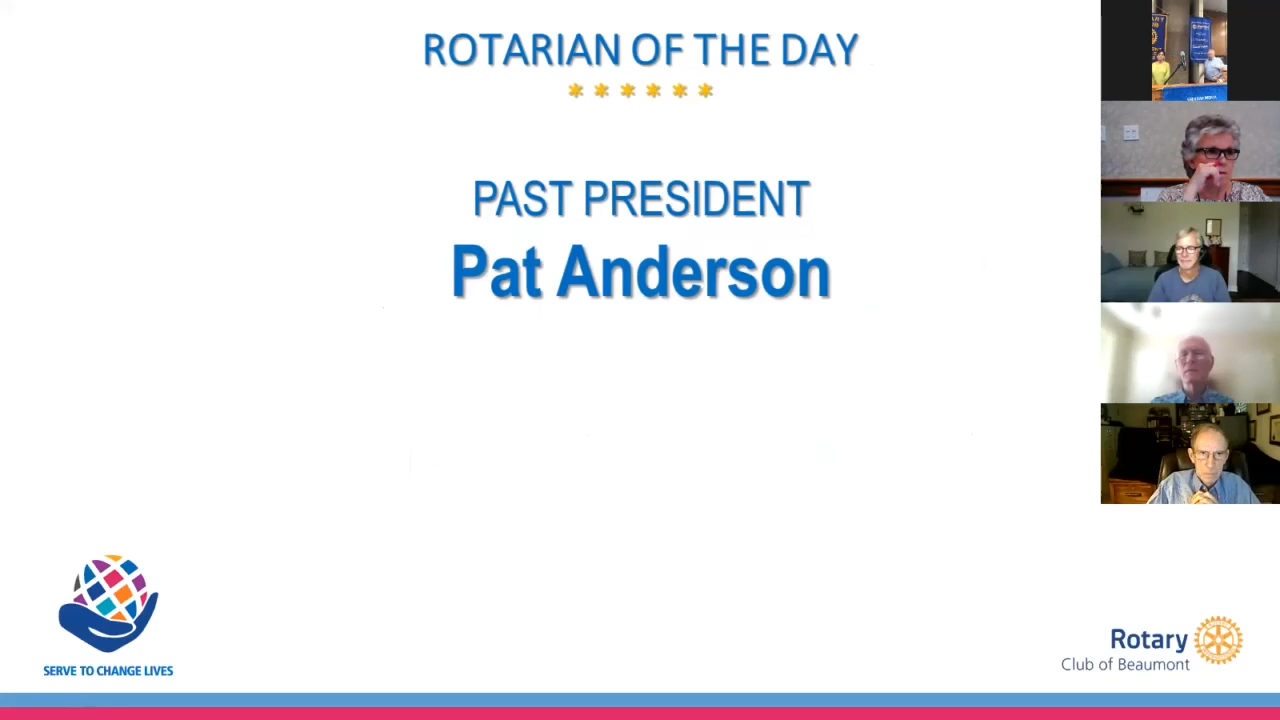 ROTARIAN OF THE DAY
* * * * * *
PAST PRESIDENT
Pat Anderson
SERVE TO CHANGE LIVES
Rotary
Club of Beaumont